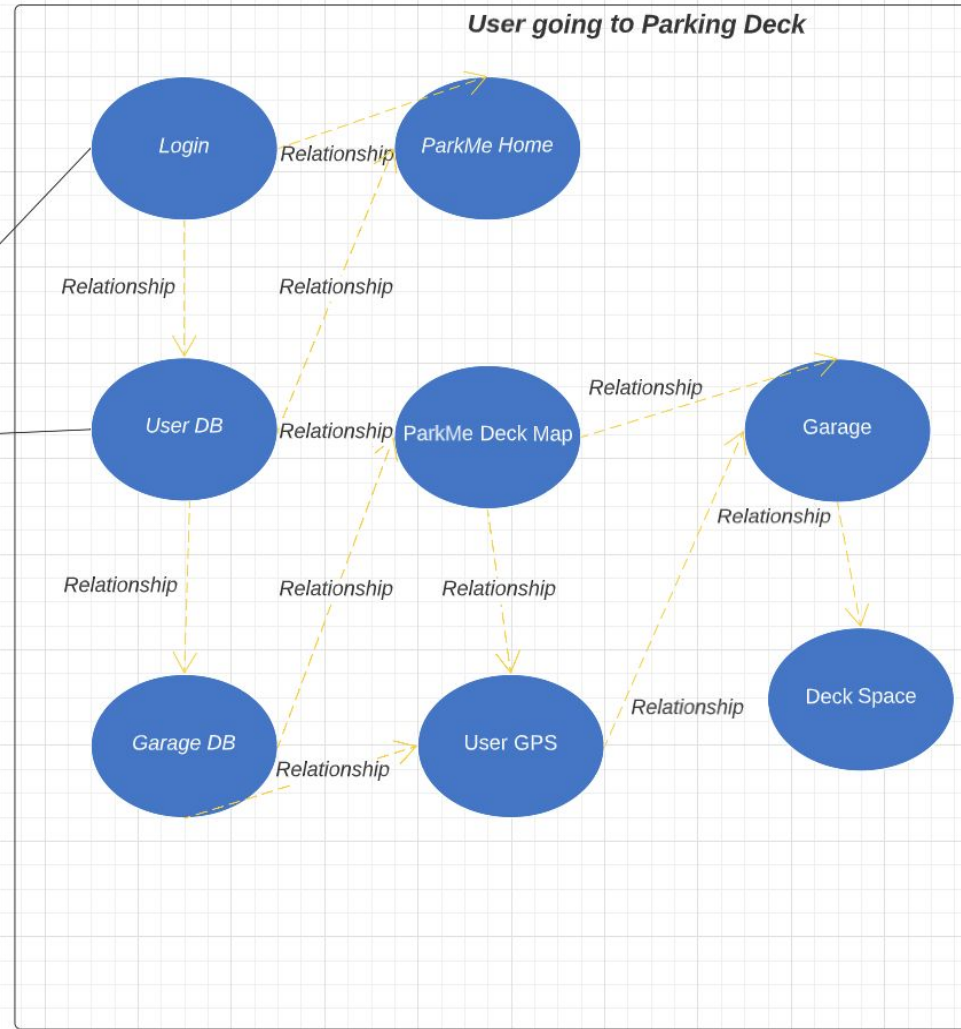 User going to Parking Deck
Login
Relationship
ParkMe Home
Relationship
Relationship
Relationship
User DB
Relationship
ParkMe Deck Map
Garage
Relationship
Relationship
Relationship
Relationship
Relationship
Deck Space
Garage DB
User GPS
Relationship